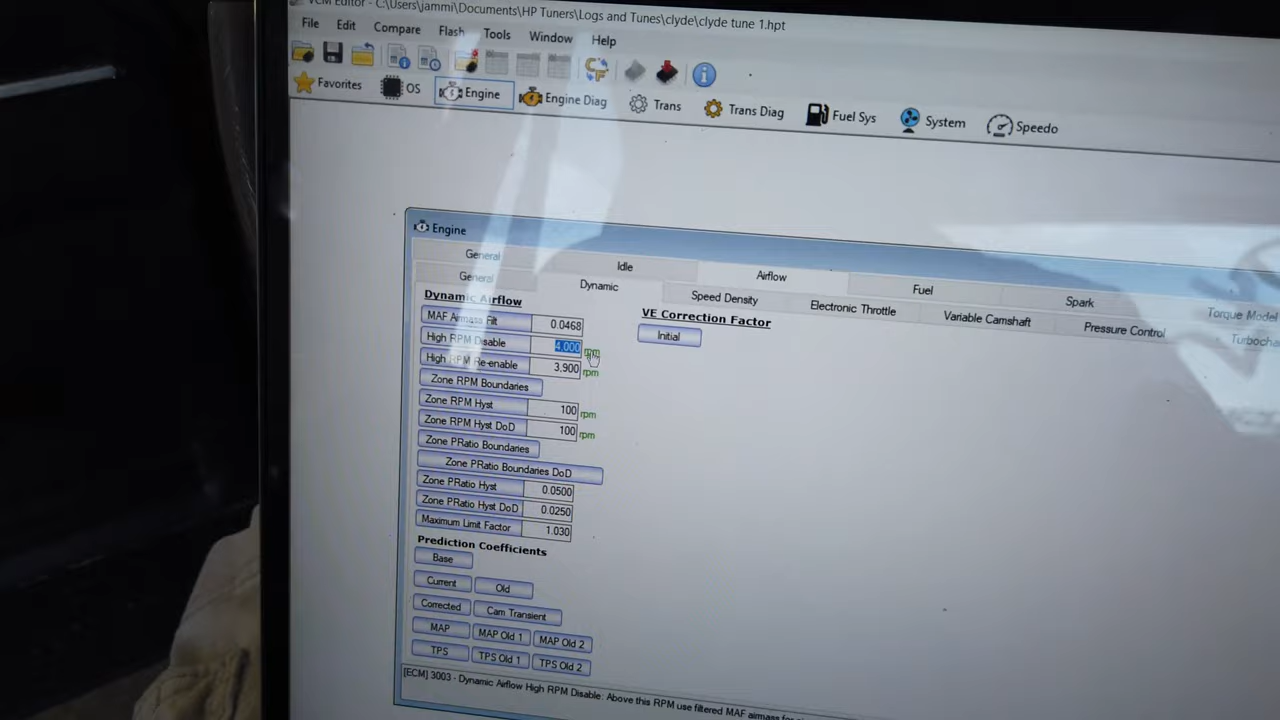 VCM Editor - C:\Users\jammi\Documents\HP Tuners\Logs and Tunes\clyde\clyde tune 1.hpt
File Edit Compare Flash Tools Window Help
Favorites OS Engine Engine Diag Trans Trans Diag Fuel Sys System Speedo
Engine
General Idle Airflow Fuel Spark Torque Model
General Dynamic Speed Density Electronic Throttle Variable Camshaft Pressure Control Turbocha
Dynamic Airflow
VE Correction Factor
MAF Airmass Filt 0.0468
Initial
High RPM Disable 4,000 rpm
High RPM Re-enable 3,900 rpm
Zone RPM Boundaries
Zone RPM Hyst 100 rpm
Zone RPM Hyst DoD 100 rpm
Zone PRatio Boundaries
Zone PRatio Boundaries DoD
Zone PRatio Hyst 0.0500
Zone PRatio Hyst DoD 0.0250
Maximum Limit Factor 1.030
Prediction Coefficients
Base
Current Old
Corrected Cam Transient
MAP MAP Old 1 MAP Old 2
TPS TPS Old 1 TPS Old 2
[ECM] 3003 - Dynamic Airflow High RPM Disable: Above this RPM use filtered MAF airmass for